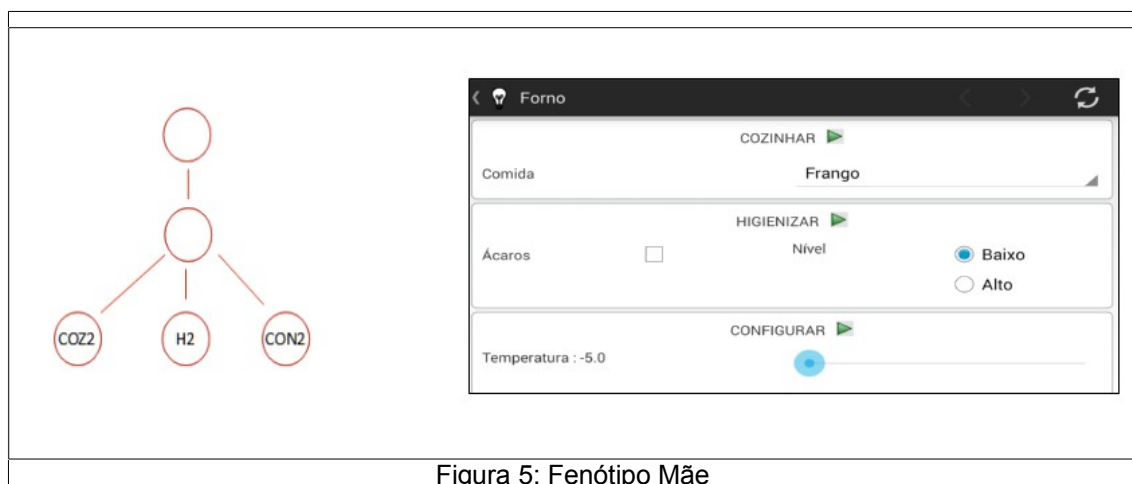 COZ2
H2
CON2
Forno
COZINHAR
Comida
Frango
HIGIENIZAR
Ácaros
Nível
Baixo
Alto
CONFIGURAR
Temperatura : -5.0
Figura 5: Fenótipo Mãe